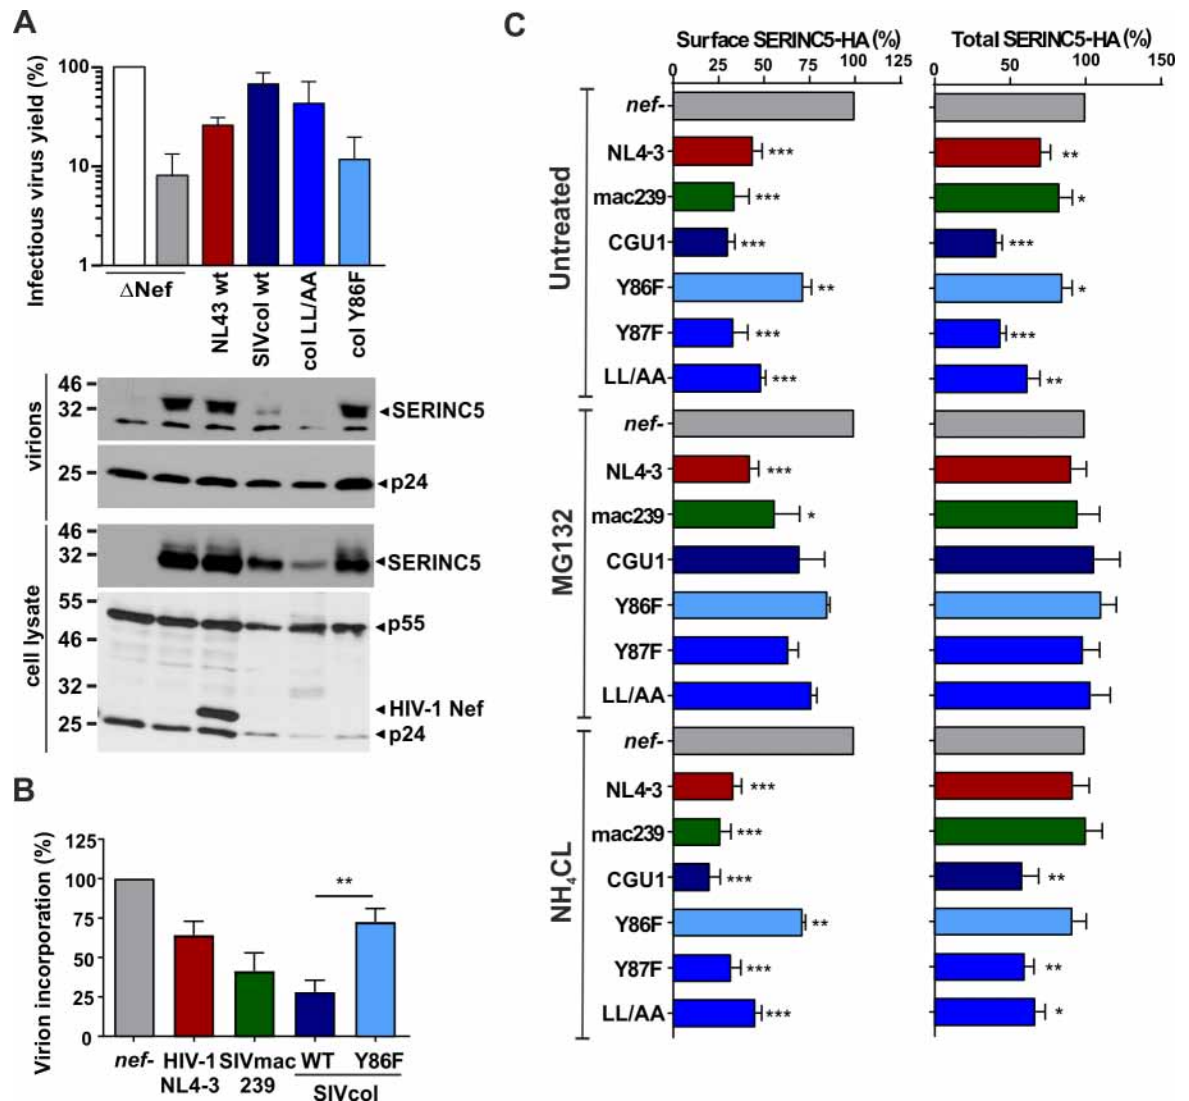 A
Infectious virus yield (%)
100
10
1
ΔNef
NL43 wt
SIVcol wt
col LL/AA
col Y86F
virions
46
32
SERINC5
25
p24
cell lysate
46
32
SERINC5
55
p55
46
32
HIV-1 Nef
25
p24
B
Virion incorporation (%)
125
100
75
50
25
0
**
nef- HIV-1 SIVmac WT Y86F
NL4-3 239
SIVcol
C
Surface SERINC5-HA (%) Total SERINC5-HA (%)
0 25 50 75 100 125 0 50 100 150
Untreated
nef-
NL4-3 *** **
mac239 *** *
CGU1 *** ***
Y86F ** *
Y87F *** ***
LL/AA *** **
MG132
nef-
NL4-3 ***
mac239 *
CGU1
Y86F
Y87F
LL/AA
NH₄CL
nef-
NL4-3 ***
mac239 ***
CGU1 *** **
Y86F **
Y87F *** **
LL/AA *** *